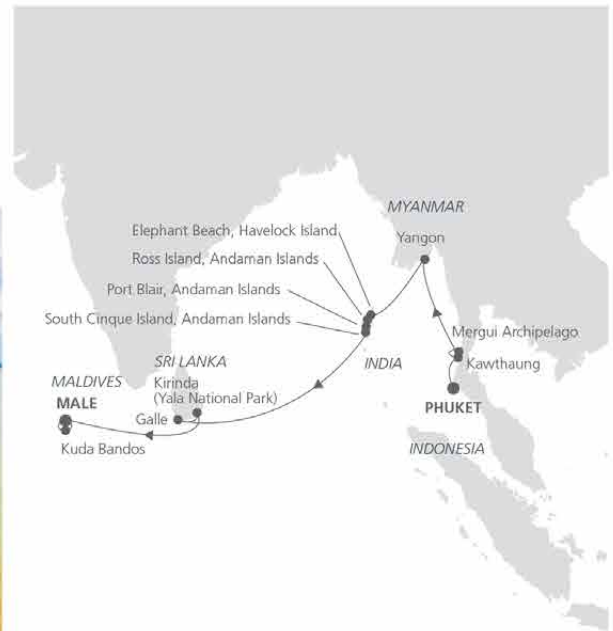 MYANMAR
Elephant Beach, Havelock Island
Yangon
Ross Island, Andaman Islands
Port Blair, Andaman Islands
South Cinque Island, Andaman Islands
Mergui Archipelago
Kawthaung
SRI LANKA
INDIA
MALDIVES
Kirinda
(Yala National Park)
MALE
PHUKET
Galle
Kuda Bandos
INDONESIA